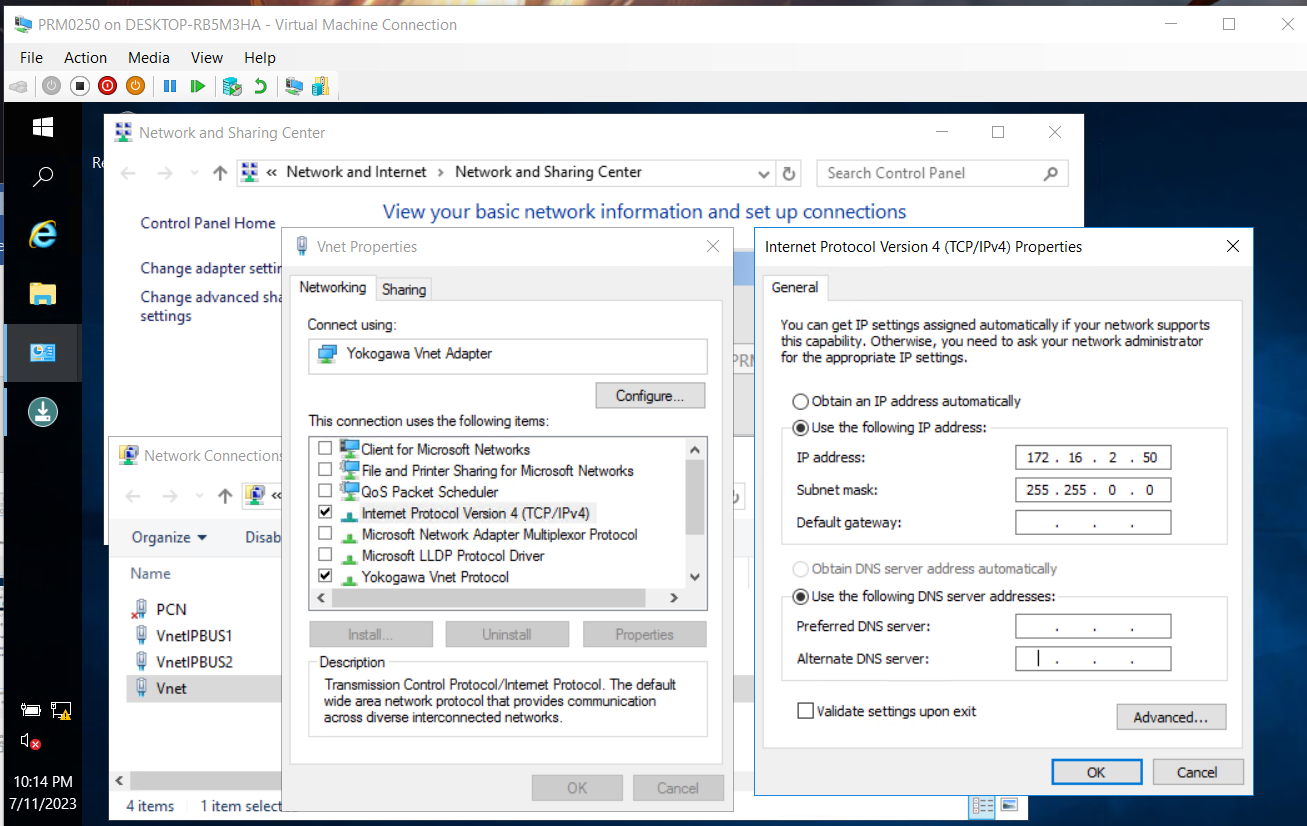 PRM0250 on DESKTOP-RB5M3HA - Virtual Machine Connection
File Action Media View Help
Network and Sharing Center
« Network and Internet › Network and Sharing Center
Search Control Panel
View your basic network information and set up connections
Control Panel Home
Change adapter settin
Change advanced sha
settings
Network Connections
«
Organize Disab
Name
PCN
VnetIPBUS1
VnetIPBUS2
Vnet
4 items 1 item select
Vnet Properties
Networking Sharing
Connect using:
Yokogawa Vnet Adapter
Configure...
This connection uses the following items:
Client for Microsoft Networks
File and Printer Sharing for Microsoft Networks
QoS Packet Scheduler
Internet Protocol Version 4 (TCP/IPv4)
Microsoft Network Adapter Multiplexor Protocol
Microsoft LLDP Protocol Driver
Yokogawa Vnet Protocol
Install... Uninstall Properties
Description
Transmission Control Protocol/Internet Protocol. The default
wide area network protocol that provides communication
across diverse interconnected networks.
OK Cancel
Internet Protocol Version 4 (TCP/IPv4) Properties
General
You can get IP settings assigned automatically if your network supports
this capability. Otherwise, you need to ask your network administrator
for the appropriate IP settings.
Obtain an IP address automatically
Use the following IP address:
IP address: 172 . 16 . 2 . 50
Subnet mask: 255 . 255 . 0 . 0
Default gateway: . . .
Obtain DNS server address automatically
Use the following DNS server addresses:
Preferred DNS server: . . .
Alternate DNS server: . . .
Validate settings upon exit
Advanced...
OK Cancel
10:14 PM
7/11/2023